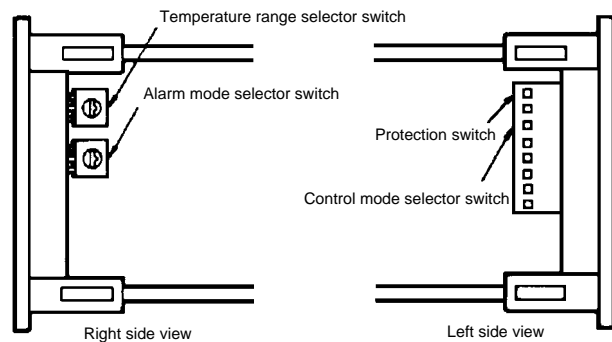 Temperature range selector switch
Alarm mode selector switch
Protection switch
Control mode selector switch
Right side view
Left side view